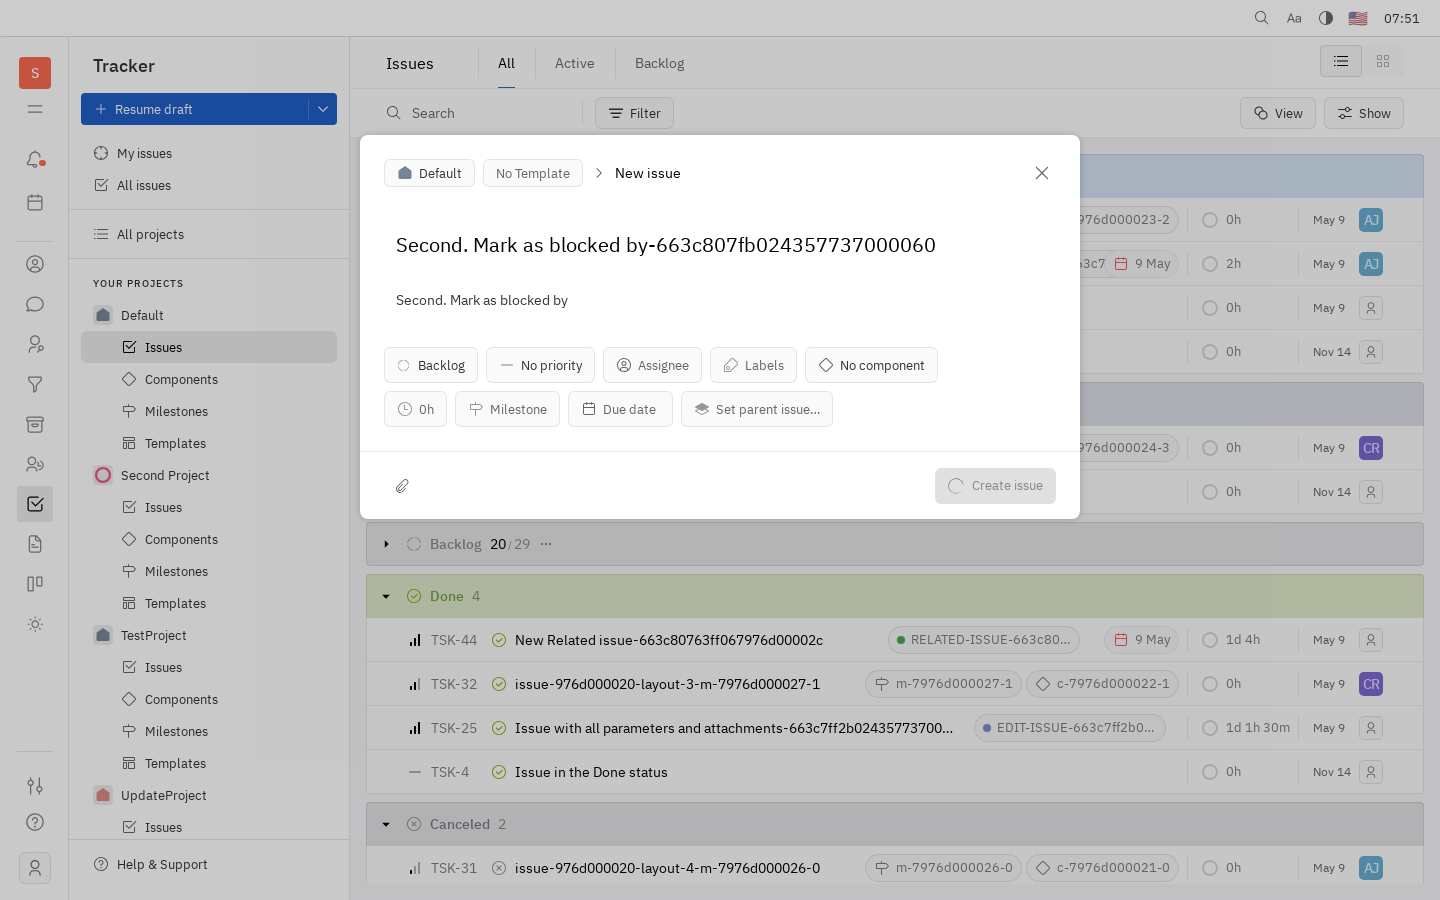 Aa
07:51
S
Tracker
Resume draft
My issues
All issues
All projects
YOUR PROJECTS
Default
Issues
Components
Milestones
Templates
Second Project
Issues
Components
Milestones
Templates
TestProject
Issues
Components
Milestones
Templates
UpdateProject
Issues
Help & Support
Issues
All
Active
Backlog
Search
Filter
View
Show
Default
No Template
New issue
Second. Mark as blocked by-663c807fb024357737000060
Second. Mark as blocked by
Backlog
No priority
Assignee
Labels
No component
0h
Milestone
Due date
Set parent issue...
Create issue
7976d000023-2 0h May 9 AJ
63c7 9 May 2h May 9 AJ
0h May 9
0h Nov 14
7976d000024-3 0h May 9 CR
0h Nov 14
Backlog 20/29 ...
Done 4
TSK-44 New Related issue-663c80763ff067976d00002c RELATED-ISSUE-663c80... 9 May 1d 4h May 9
TSK-32 issue-976d000020-layout-3-m-7976d000027-1 m-7976d000027-1 c-7976d000022-1 0h May 9 CR
TSK-25 Issue with all parameters and attachments-663c7ff2b02435773700... EDIT-ISSUE-663c7ff2b0... 1d 1h 30m May 9
TSK-4 Issue in the Done status 0h Nov 14
Canceled 2
TSK-31 issue-976d000020-layout-4-m-7976d000026-0 m-7976d000026-0 c-7976d000021-0 0h May 9 AJ